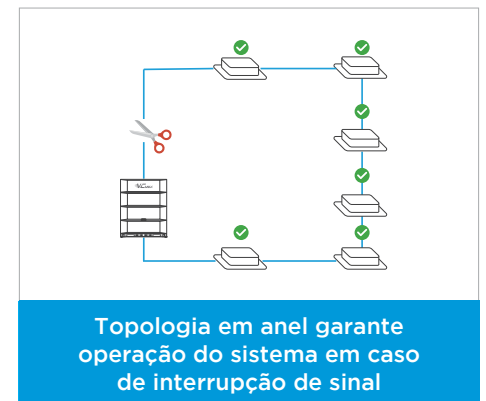 Topologia em anel garante
operação do sistema em caso
de interrupção de sinal